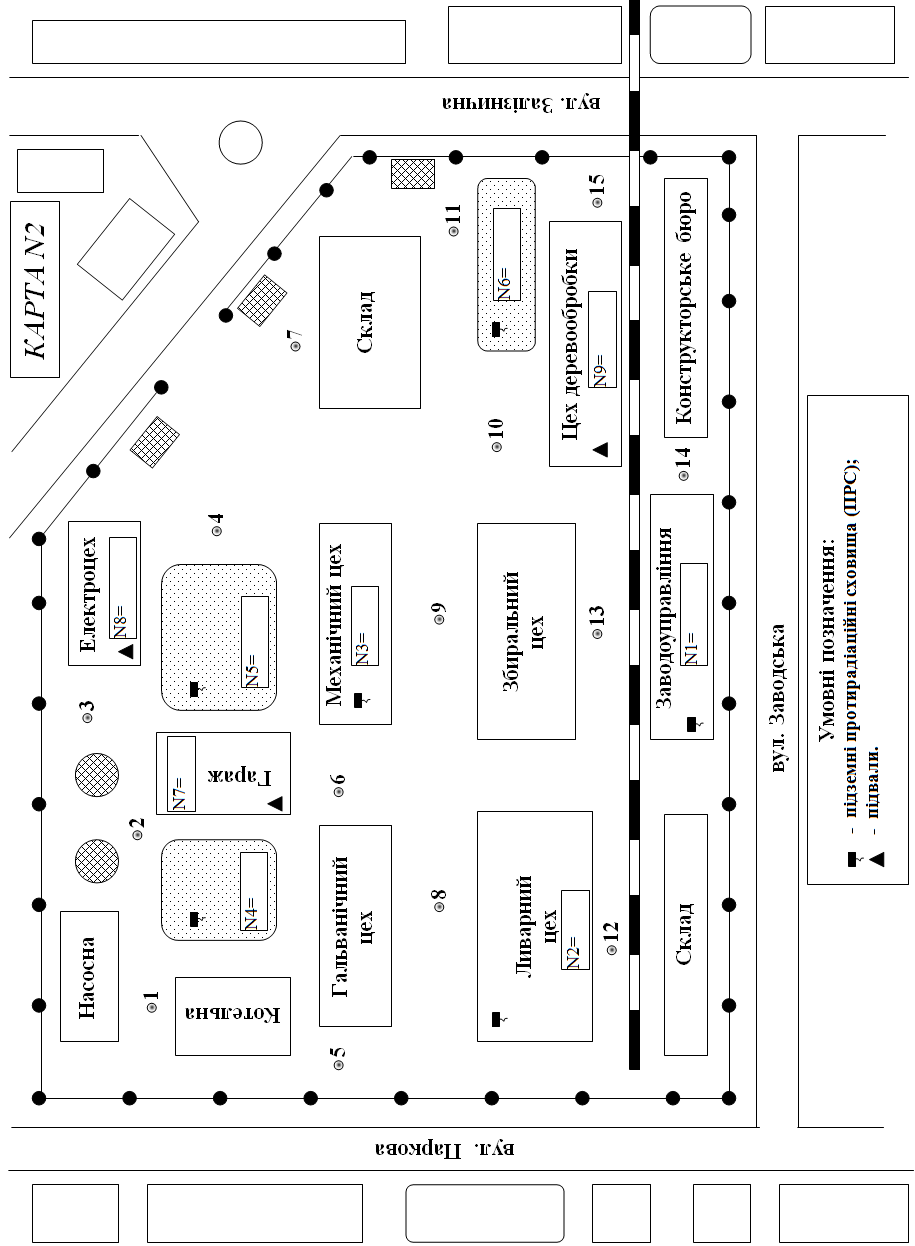 КАРТА N2
вул. Залізнична
11
15
7
Склад
N6=
Цех деревообробки
N9=
Конструкторське бюро
10
14
4
Електроцех
N8=
N5=
Механічний цех
N3=
9
Збиральний
цех
13
Заводоуправління
N1=
3
2
N7=
Гараж
6
N4=
Насосна
1
Котельна
Гальванічний
цех
5
8
Ливарний
цех
N2=
12
Склад
вул. Заводська
вул. Паркова
Умовні позначення:
- підземні протирадіаційні сховища (ПРС);
- підвали.